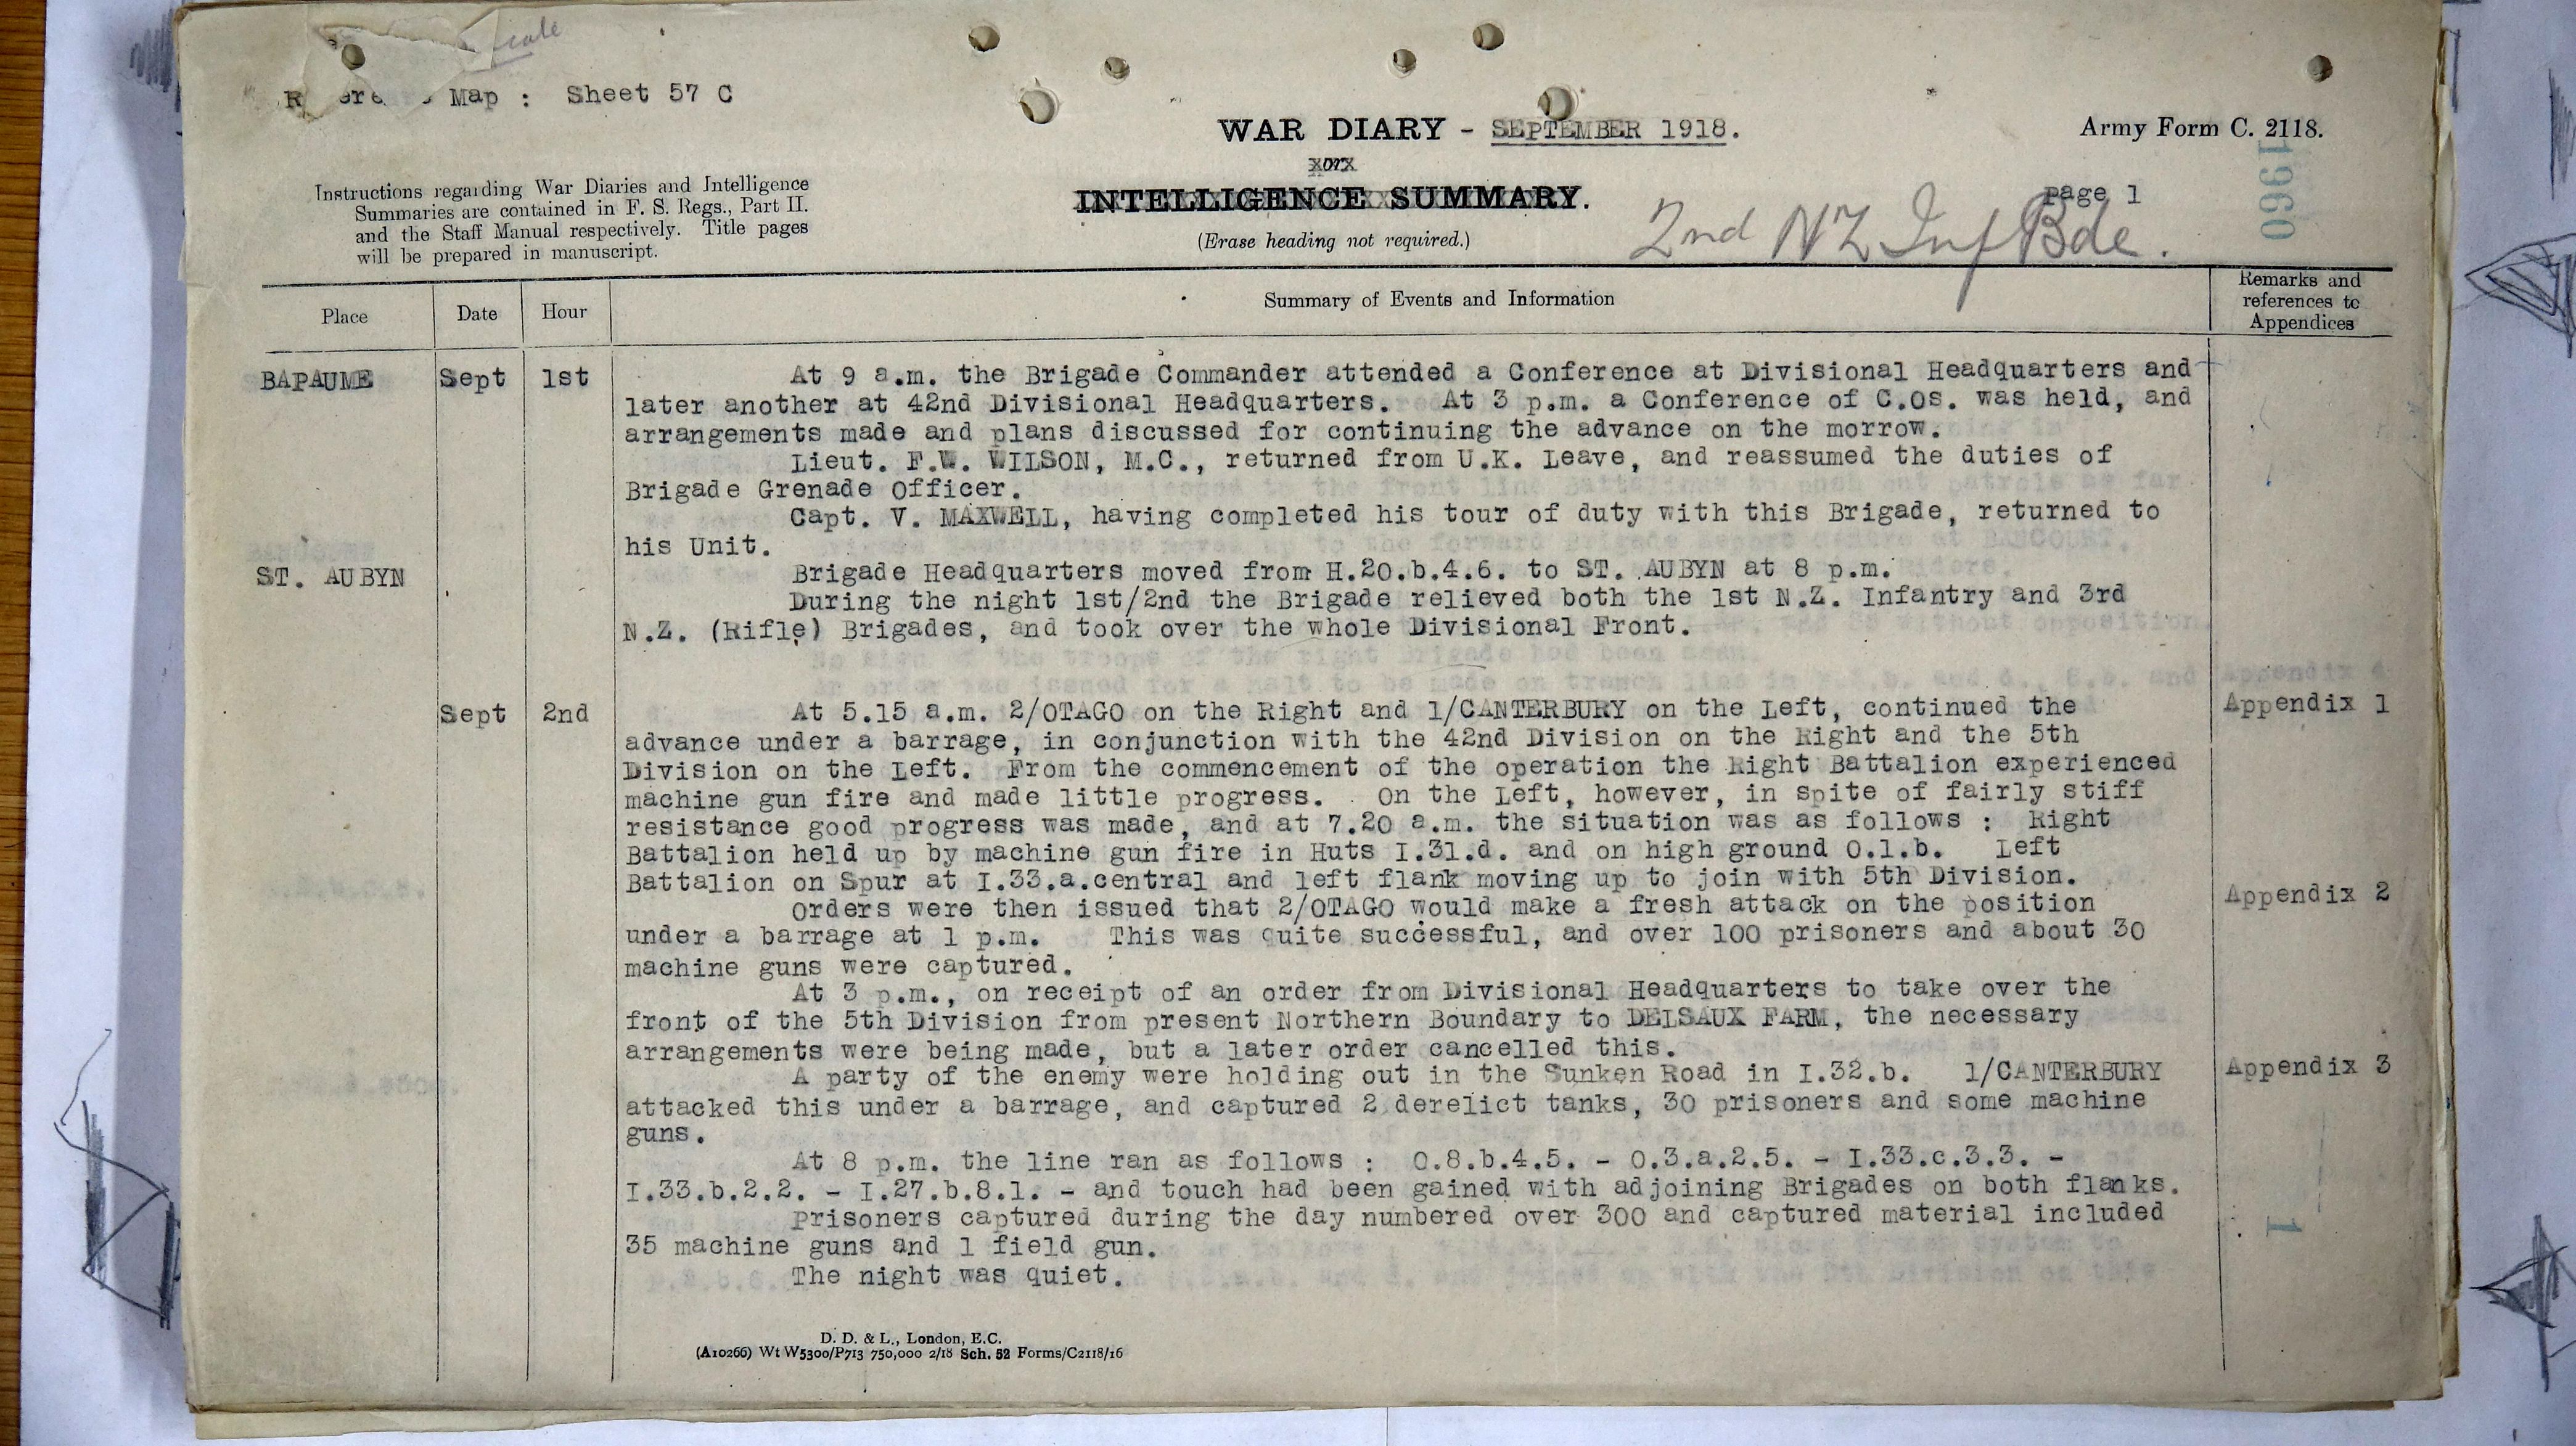 Map : Sheet 57 C
WAR DIARY - SEPTEMBER 1918.
Army Form C. 2118.
or
INTELLIGENCE SUMMARY.
(Erase heading not required.)
page 1
1960
2nd NZ Inf Bde.
Instructions regarding War Diaries and Intelligence
Summaries are contained in F. S. Regs., Part II.
and the Staff Manual respectively. Title pages
will be prepared in manuscript.
Place Date Hour Summary of Events and Information Remarks and
references to
Appendices
BAPAUME Sept 1st At 9 a.m. the Brigade Commander attended a Conference at Divisional Headquarters and
later another at 42nd Divisional Headquarters. At 3 p.m. a Conference of C.Os. was held, and
arrangements made and plans discussed for continuing the advance on the morrow.
Lieut. F.W. WILSON, M.C., returned from U.K. Leave, and reassumed the duties of
Brigade Grenade Officer.
Capt. V. MAXWELL, having completed his tour of duty with this Brigade, returned to
his Unit.
ST. AUBYN Brigade Headquarters moved from H.20.b.4.6. to ST. AUBYN at 8 p.m.
During the night 1st/2nd the Brigade relieved both the 1st N.Z. Infantry and 3rd
N.Z. (Rifle) Brigades, and took over the whole Divisional Front.
Sept 2nd At 5.15 a.m. 2/OTAGO on the Right and 1/CANTERBURY on the Left, continued the Appendix 1
advance under a barrage, in conjunction with the 42nd Division on the Right and the 5th
Division on the Left. From the commencement of the operation the Right Battalion experienced
machine gun fire and made little progress. On the Left, however, in spite of fairly stiff
resistance good progress was made, and at 7.20 a.m. the situation was as follows : Right
Battalion held up by machine gun fire in Huts I.31.d. and on high ground O.1.b. Left
Battalion on Spur at I.33.a.central and left flank moving up to join with 5th Division.
Orders were then issued that 2/OTAGO would make a fresh attack on the position Appendix 2
under a barrage at 1 p.m. This was quite successful, and over 100 prisoners and about 30
machine guns were captured.
At 3 p.m., on receipt of an order from Divisional Headquarters to take over the
front of the 5th Division from present Northern Boundary to DELSAUX FARM, the necessary
arrangements were being made, but a later order cancelled this.
A party of the enemy were holding out in the Sunken Road in I.32.b. 1/CANTERBURY Appendix 3
attacked this under a barrage, and captured 2 derelict tanks, 30 prisoners and some machine
guns.
At 8 p.m. the line ran as follows : O.8.b.4.5. - O.3.a.2.5. - I.33.c.3.3. -
I.33.b.2.2. - I.27.b.8.1. - and touch had been gained with adjoining Brigades on both flanks.
Prisoners captured during the day numbered over 300 and captured material included
35 machine guns and 1 field gun.
The night was quiet.
1
D. D. & L., London, E.C.
(A10266) Wt W5300/P713 750,000 2/18 Sch. 52 Forms/C2118/16